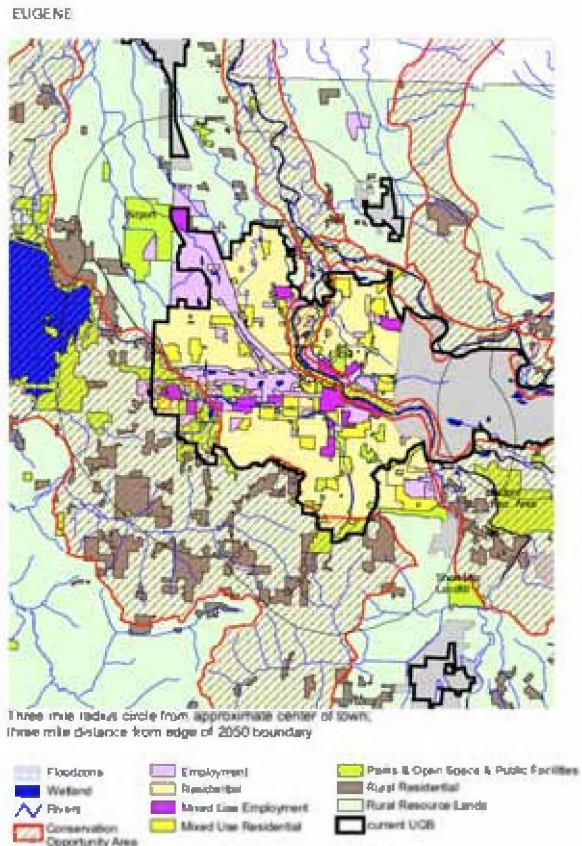 EUGENE
Airport
Three mile radius circle from approximate center of town,
three mile distance from edge of 2050 boundary
Floodzone
Wetland
Rivers
Conservation
Opportunity Area
Employment
Residential
Mixed Use Employment
Mixed Use Residential
Parks & Open Space & Public Facilities
Rural Residential
Rural Resource Lands
current UGB
Area
Landfill